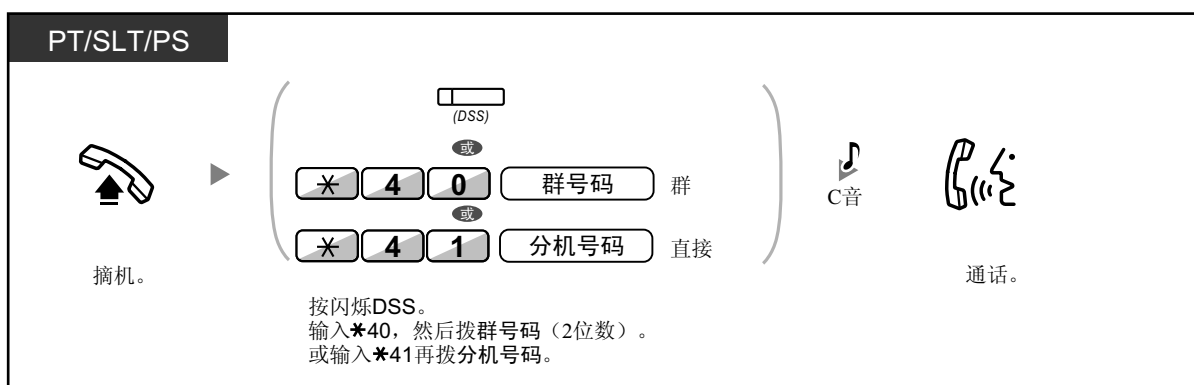 PT/SLT/PS
(DSS)
或
* 4 0 群号码 群
或
* 4 1 分机号码 直接
C音
摘机。
通话。
按闪烁DSS。
输入*40，然后拨群号码（2位数）。
或输入*41再拨分机号码。